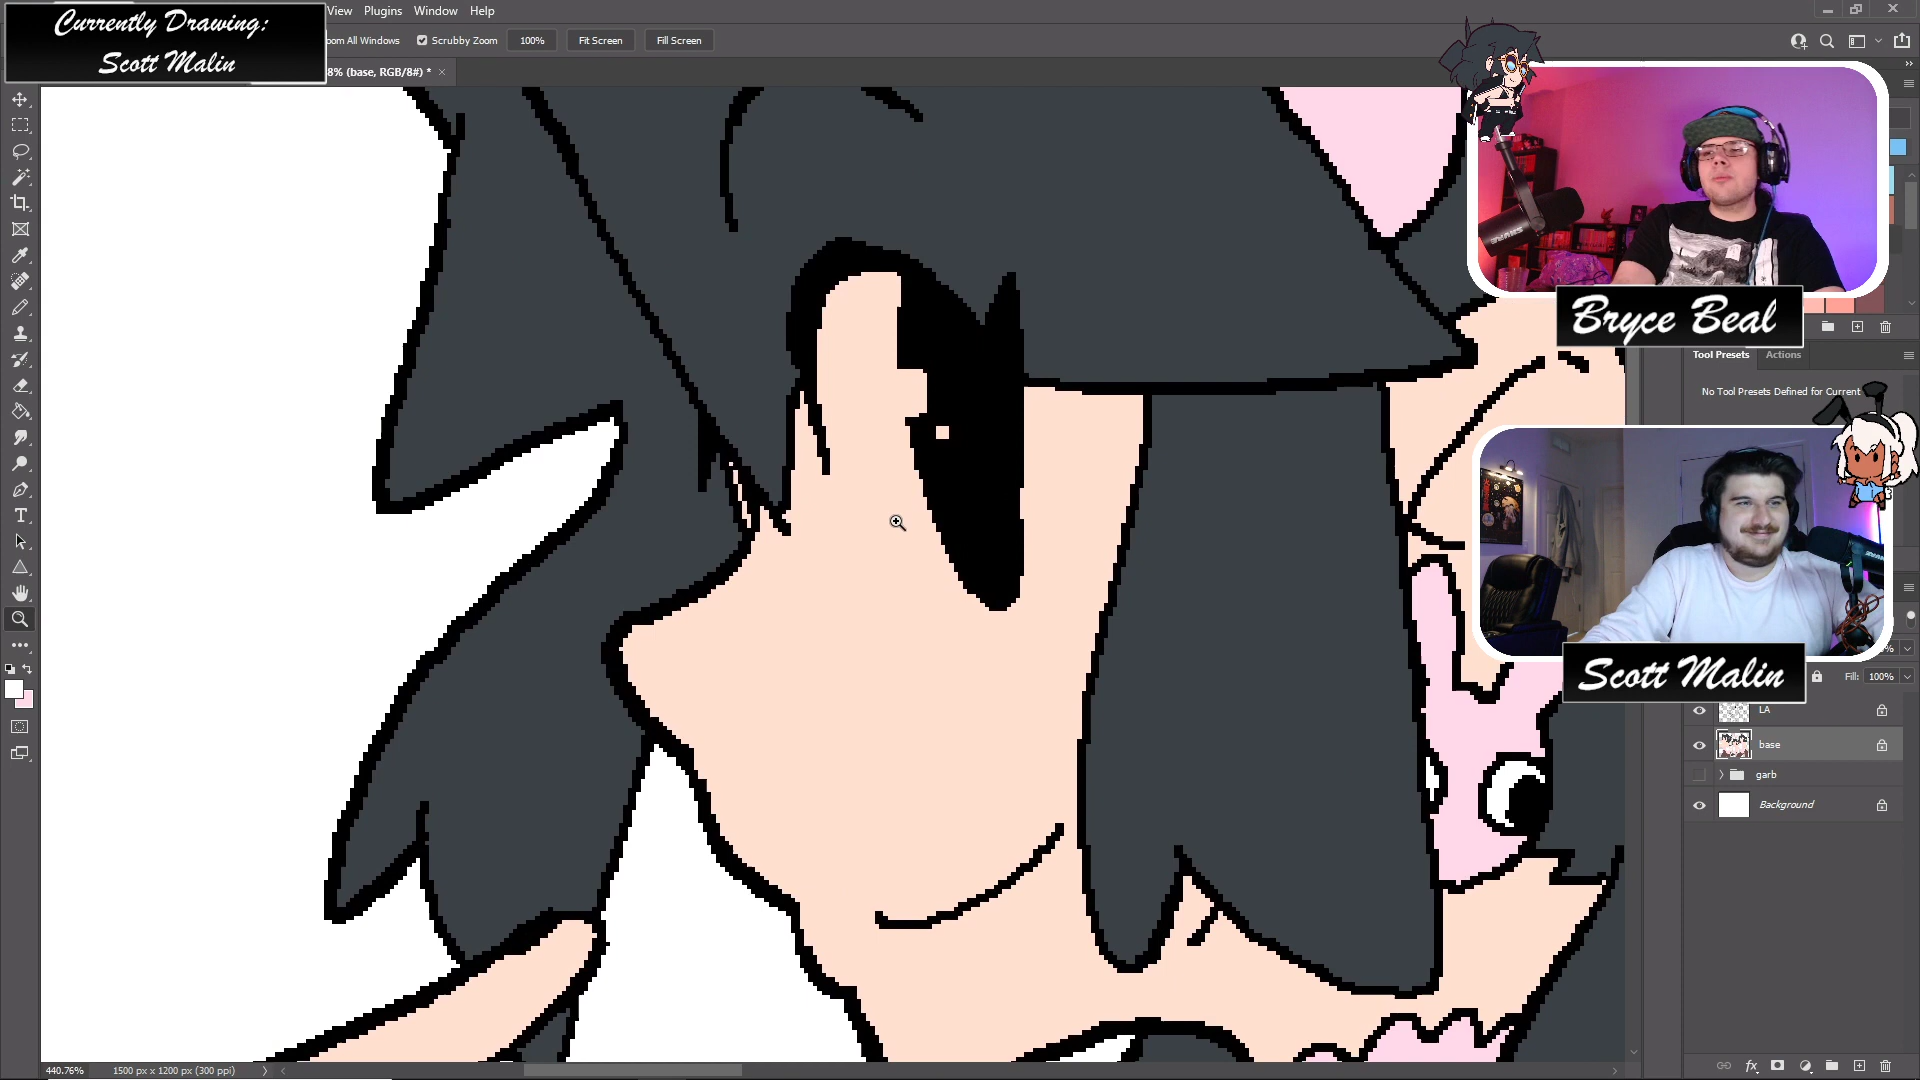 Currently Drawing:
Scott Malin
View Plugins Window Help
oom All Windows Scrubby Zoom 100% Fit Screen Fill Screen
8% (base, RGB/8#) *
Bryce Beal
Tool Presets Actions
No Tool Presets Defined for Current
Scott Malin
Fill: 100%
LA
base
garb
Background
440.76% 1500 px x 1200 px (300 ppi)